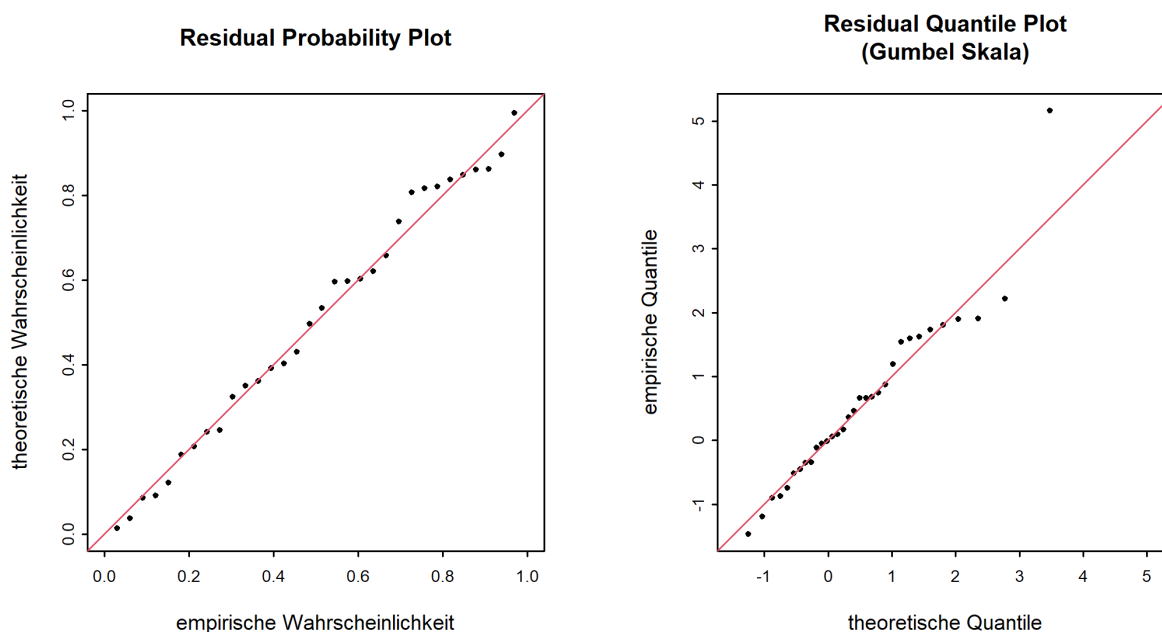 Residual Probability Plot
theoretische Wahrscheinlichkeit
0.0 0.2 0.4 0.6 0.8 1.0
0.0 0.2 0.4 0.6 0.8 1.0
empirische Wahrscheinlichkeit
Residual Quantile Plot
(Gumbel Skala)
empirische Quantile
-1 0 1 2 3 4 5
-1 0 1 2 3 4 5
theoretische Quantile